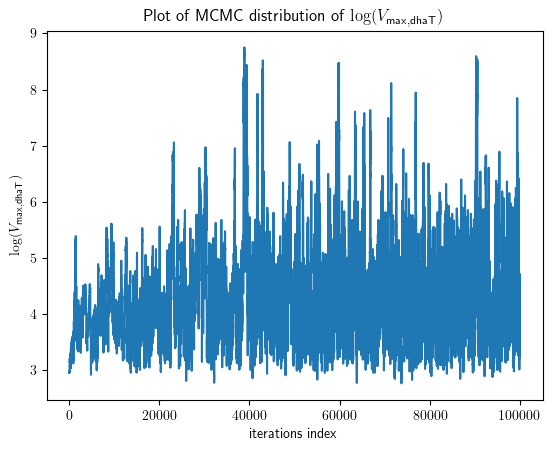 Plot of MCMC distribution of log(V_max,dhaT)
9
8
7
6
5
4
3
log(V_max,dhaT)
0 20000 40000 60000 80000 100000
iterations index